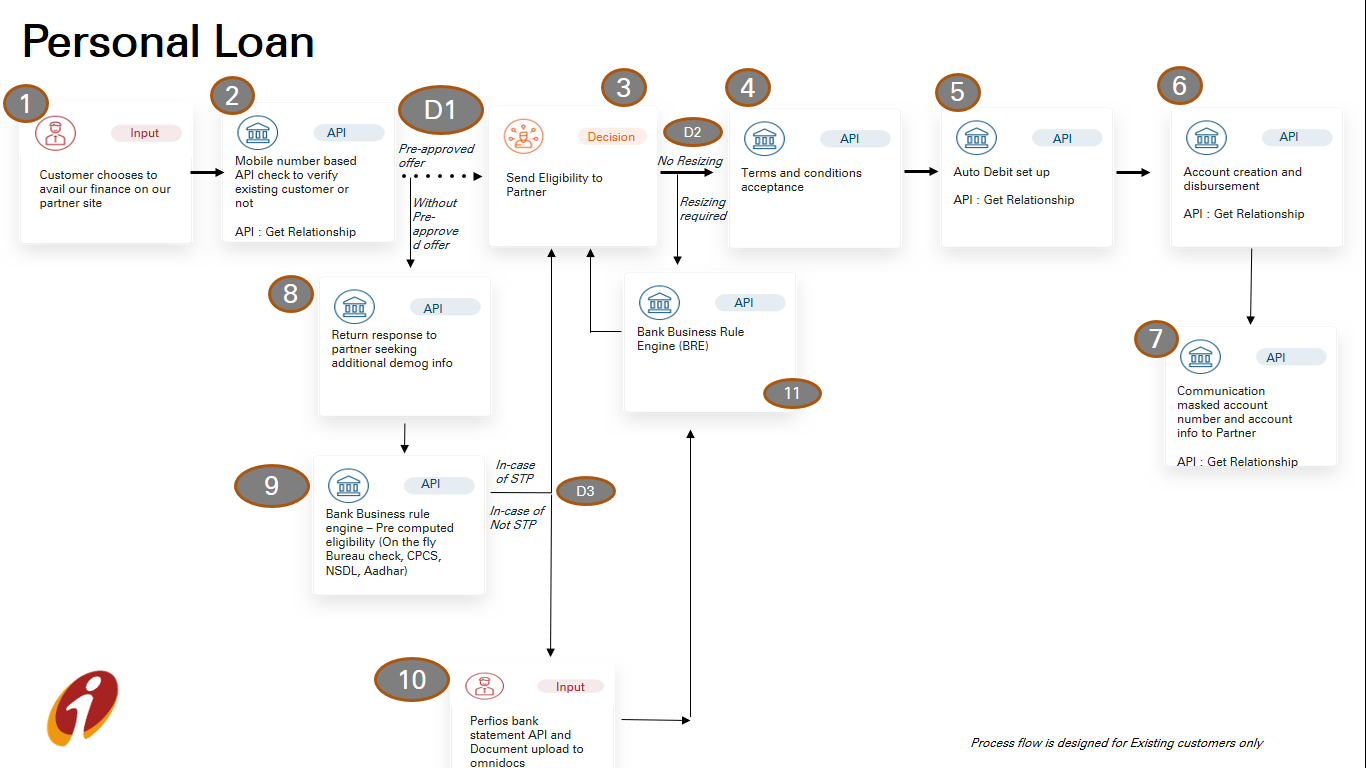 Personal Loan
1
Input
Customer chooses to
avail our finance on our
partner site
2
API
Mobile number based
API check to verify
existing customer or
not
API : Get Relationship
D1
Pre-approved
offer
Without
Pre-
approve
d offer
3
Decision
Send Eligibility to
Partner
D2
No Resizing
Resizing
required
4
API
Terms and conditions
acceptance
5
API
Auto Debit set up
API : Get Relationship
6
API
Account creation and
disbursement
API : Get Relationship
8
API
Return response to
partner seeking
additional demog info
API
Bank Business Rule
Engine (BRE)
11
7
API
Communication
masked account
number and account
info to Partner
API : Get Relationship
9
API
Bank Business rule
engine – Pre computed
eligibility (On the fly
Bureau check, CPCS,
NSDL, Aadhar)
In-case
of STP
D3
In-case of
Not STP
10
Input
Perfios bank
statement API and
Document upload to
omnidocs
Process flow is designed for Existing customers only